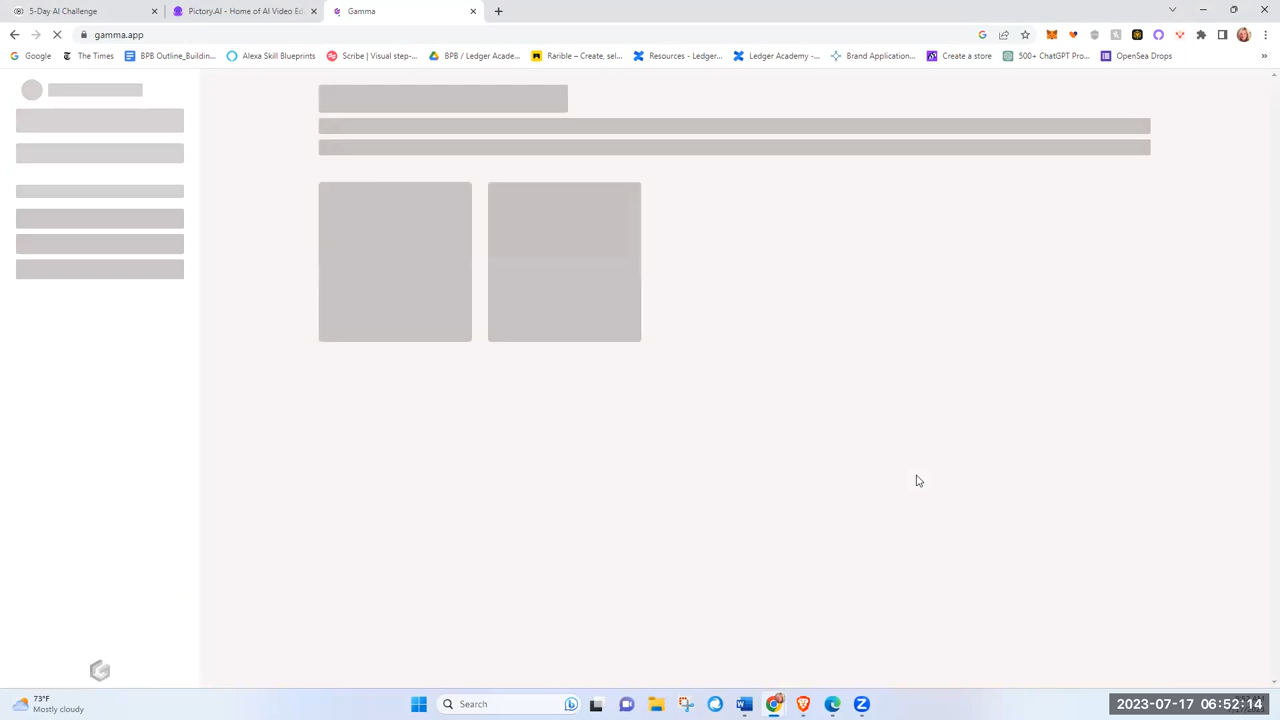 5-Day AI Challenge
Pictory.AI - Home of AI Video Ed
Gamma
gamma.app
Google
The Times
BPB Outline_Building...
Alexa Skill Blueprints
Scribe | Visual step-...
BPB / Ledger Acade...
Rarible – Create, sel...
Resources - Ledger...
Ledger Academy -...
Brand Application...
Create a store
500+ ChatGPT Pro...
OpenSea Drops
73°F
Mostly cloudy
Search
2023-07-17 06:52:14